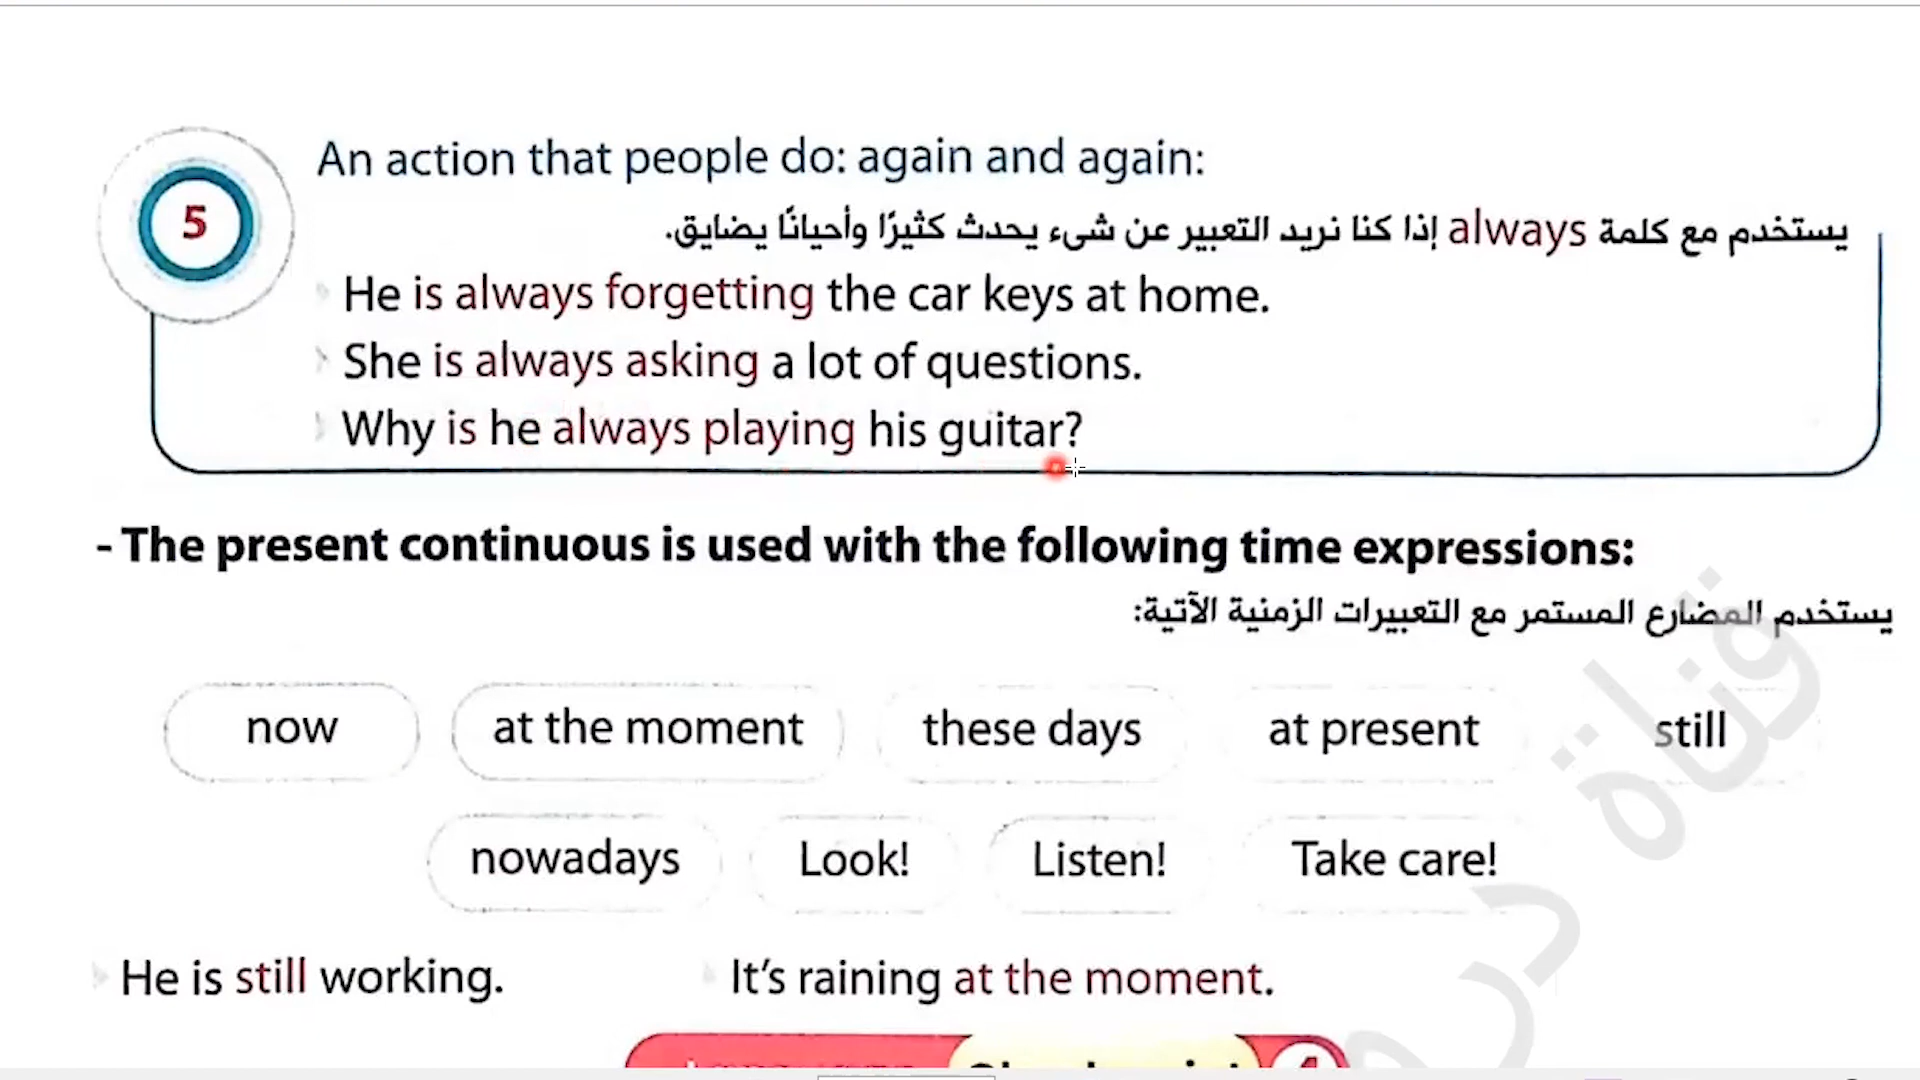 5
An action that people do: again and again:
يستخدم مع كلمة always إذا كنا نريد التعبير عن شىء يحدث كثيرًا وأحيانًا يضايق.
He is always forgetting the car keys at home.
She is always asking a lot of questions.
Why is he always playing his guitar?
- The present continuous is used with the following time expressions:
يستخدم المضارع المستمر مع التعبيرات الزمنية الآتية:
now at the moment these days at present still
nowadays Look! Listen! Take care!
He is still working. It's raining at the moment.
قناة